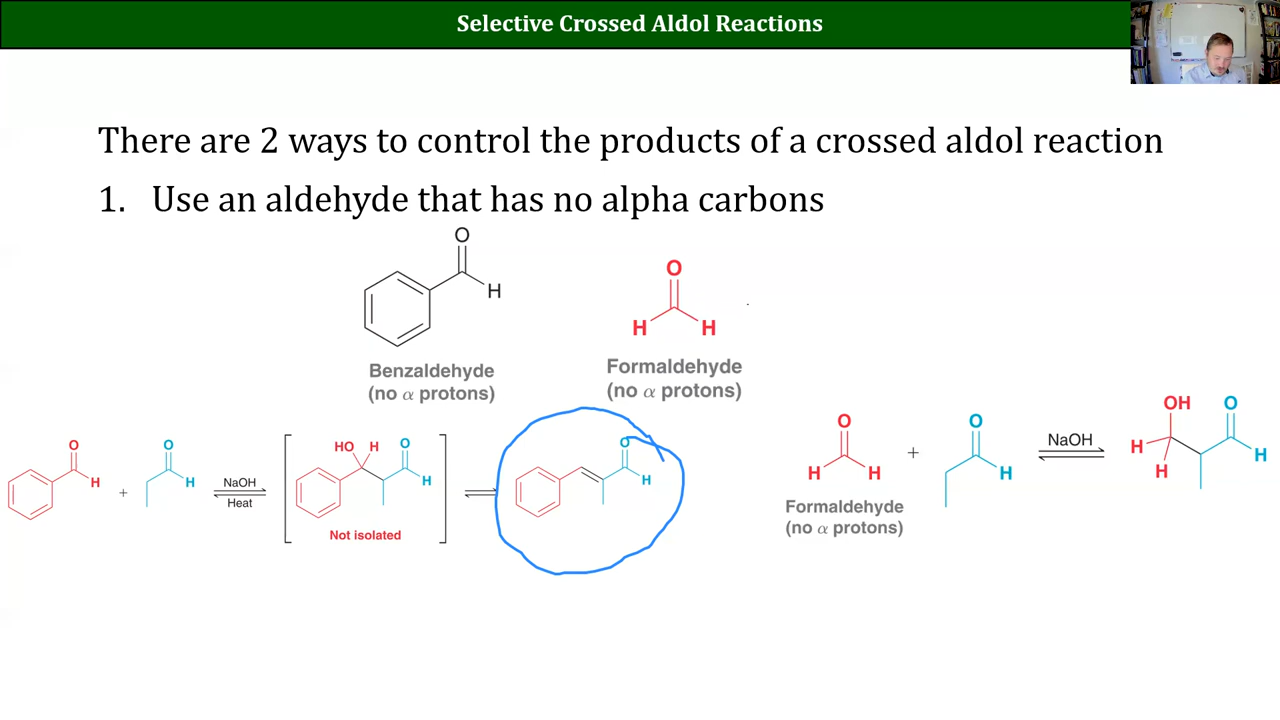 Selective Crossed Aldol Reactions
There are 2 ways to control the products of a crossed aldol reaction
1. Use an aldehyde that has no alpha carbons
O
H
Benzaldehyde
(no α protons)
O
H H
Formaldehyde
(no α protons)
O
H
+
O
H
NaOH
Heat
HO H O
H
Not isolated
O
H
O
H H
Formaldehyde
(no α protons)
+
O
H
NaOH
OH O
H
H
H